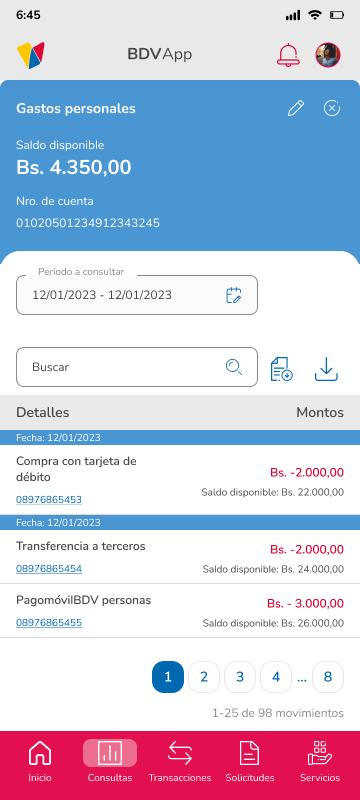 6:45
BDVApp
Gastos personales
Saldo disponible
Bs. 4.350,00
Nro. de cuenta
01020501234912343245
Periodo a consultar
12/01/2023 - 12/01/2023
Buscar
Detalles Montos
Fecha: 12/01/2023
Compra con tarjeta de
débito
Bs. -2.000,00
08976865453
Saldo disponible: Bs. 22.000,00
Fecha: 12/01/2023
Transferencia a terceros
Bs. -2.000,00
08976865454
Saldo disponible: Bs. 24.000,00
PagomóvilBDV personas
Bs. - 3.000,00
08976865455
Saldo disponible: Bs. 26.000,00
1 2 3 4 ... 8
1-25 de 98 movimientos
Inicio Consultas Transacciones Solicitudes Servicios